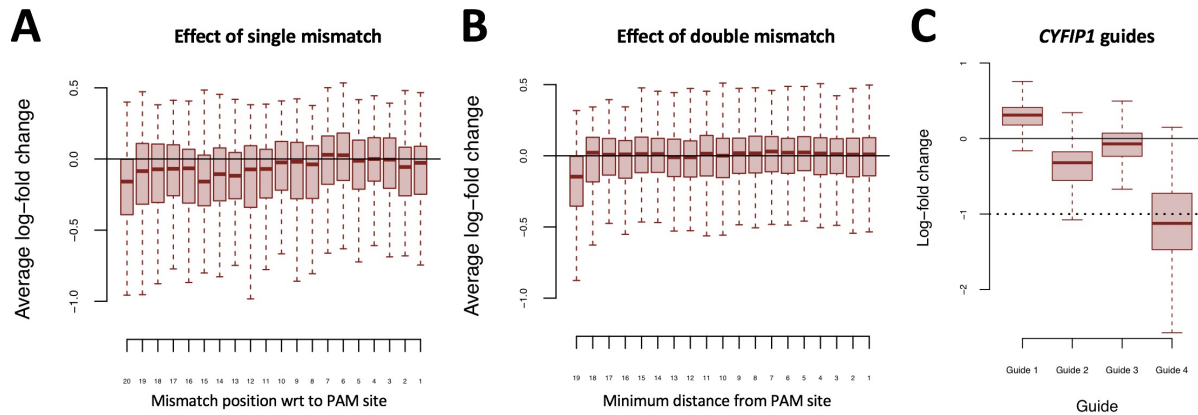 A
Effect of single mismatch
Average log-fold change
0.5
0.0
-0.5
-1.0
20 19 18 17 16 15 14 13 12 11 10 9 8 7 6 5 4 3 2 1
Mismatch position wrt to PAM site
B
Effect of double mismatch
Average log-fold change
0.5
0.0
-0.5
-1.0
19 18 17 16 15 14 13 12 11 10 9 8 7 6 5 4 3 2 1
Minimum distance from PAM site
C
CYFIP1 guides
Log-fold change
1
0
-1
-2
Guide 1 Guide 2 Guide 3 Guide 4
Guide